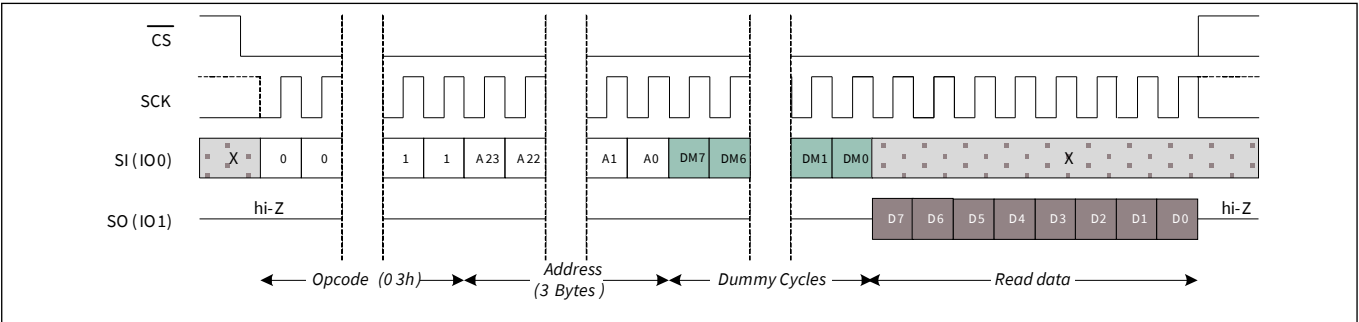 CS
SCK
SI (IO0) X 0 0 1 1 A23 A22 A1 A0 DM7 DM6 DM1 DM0 X
SO (IO1) hi-Z D7 D6 D5 D4 D3 D2 D1 D0 hi-Z
Opcode (03h) Address (3 Bytes) Dummy Cycles Read data